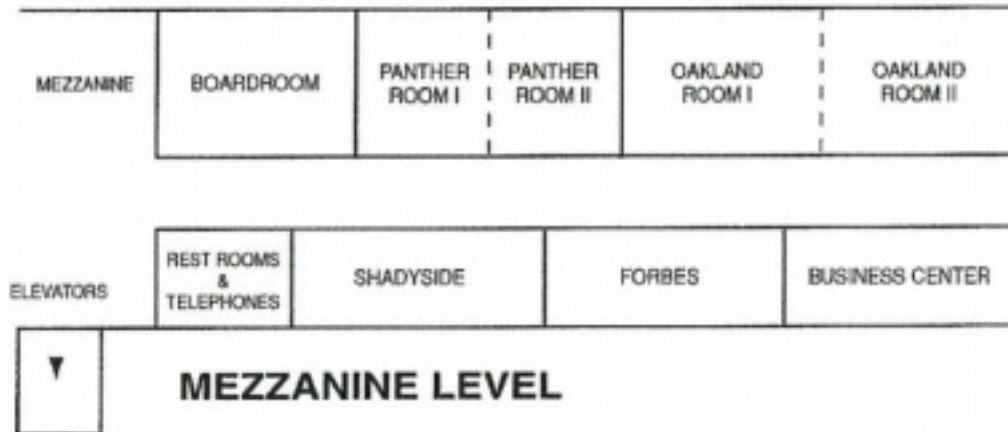 MEZZANINE
BOARDROOM
PANTHER
ROOM I
PANTHER
ROOM II
OAKLAND
ROOM I
OAKLAND
ROOM II
ELEVATORS
REST ROOMS
&
TELEPHONES
SHADYSIDE
FORBES
BUSINESS CENTER
MEZZANINE LEVEL